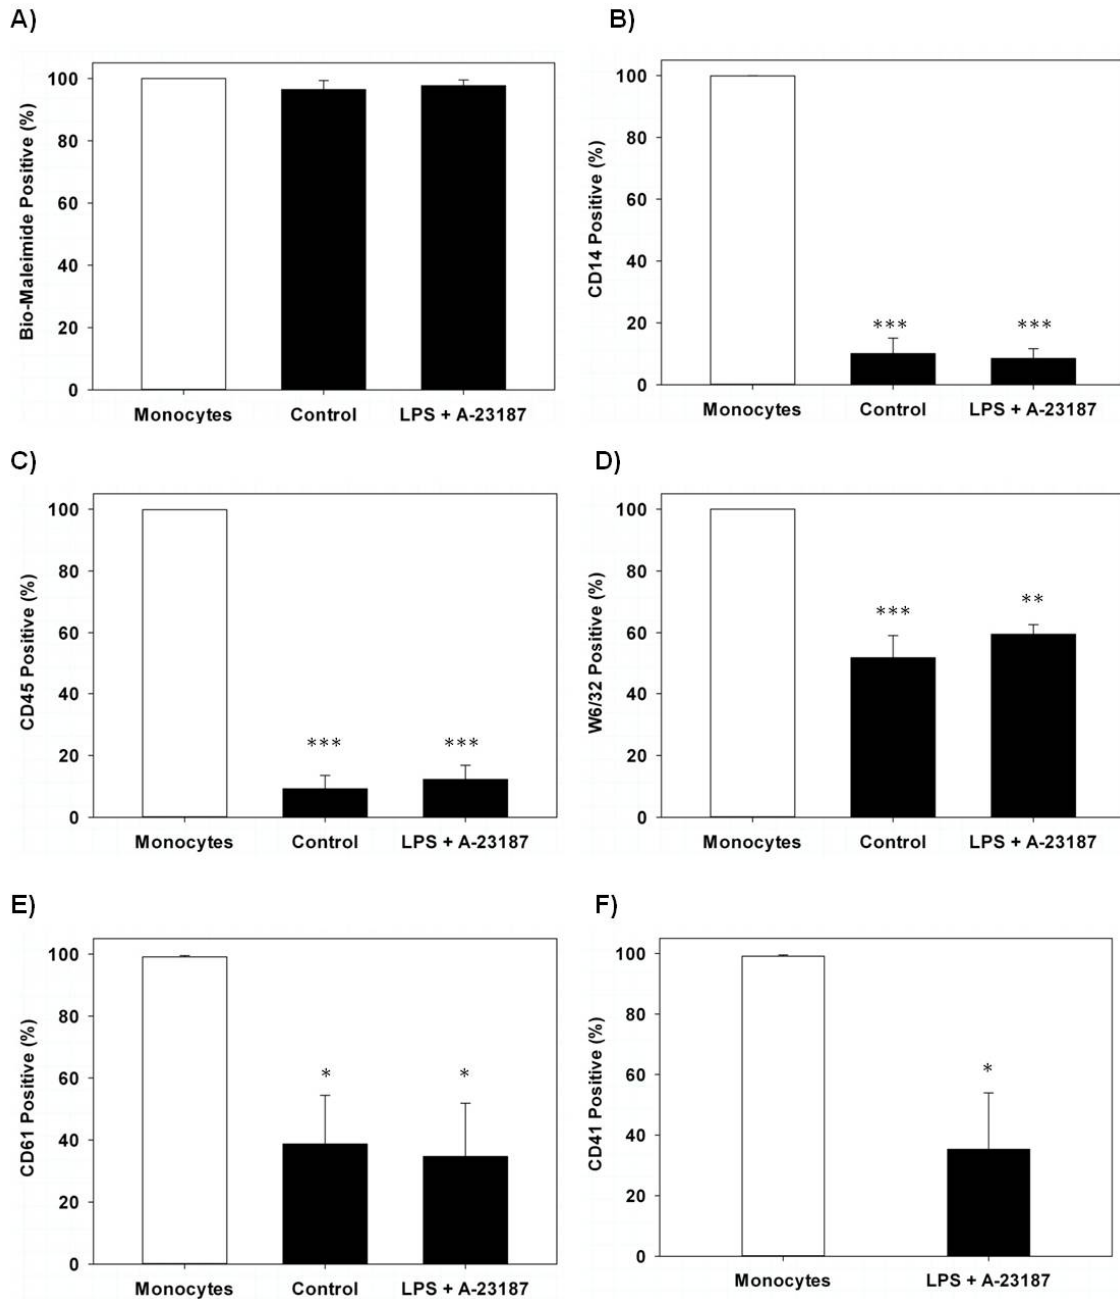 A)
Bio-Maleimide Positive (%)
100
80
60
40
20
0
Monocytes Control LPS + A-23187
B)
CD14 Positive (%)
100
80
60
40
20
0
*** ***
Monocytes Control LPS + A-23187
C)
CD45 Positive (%)
100
80
60
40
20
0
*** ***
Monocytes Control LPS + A-23187
D)
W6/32 Positive (%)
100
80
60
40
20
0
*** **
Monocytes Control LPS + A-23187
E)
CD61 Positive (%)
100
80
60
40
20
0
* *
Monocytes Control LPS + A-23187
F)
CD41 Positive (%)
100
80
60
40
20
0
*
Monocytes LPS + A-23187